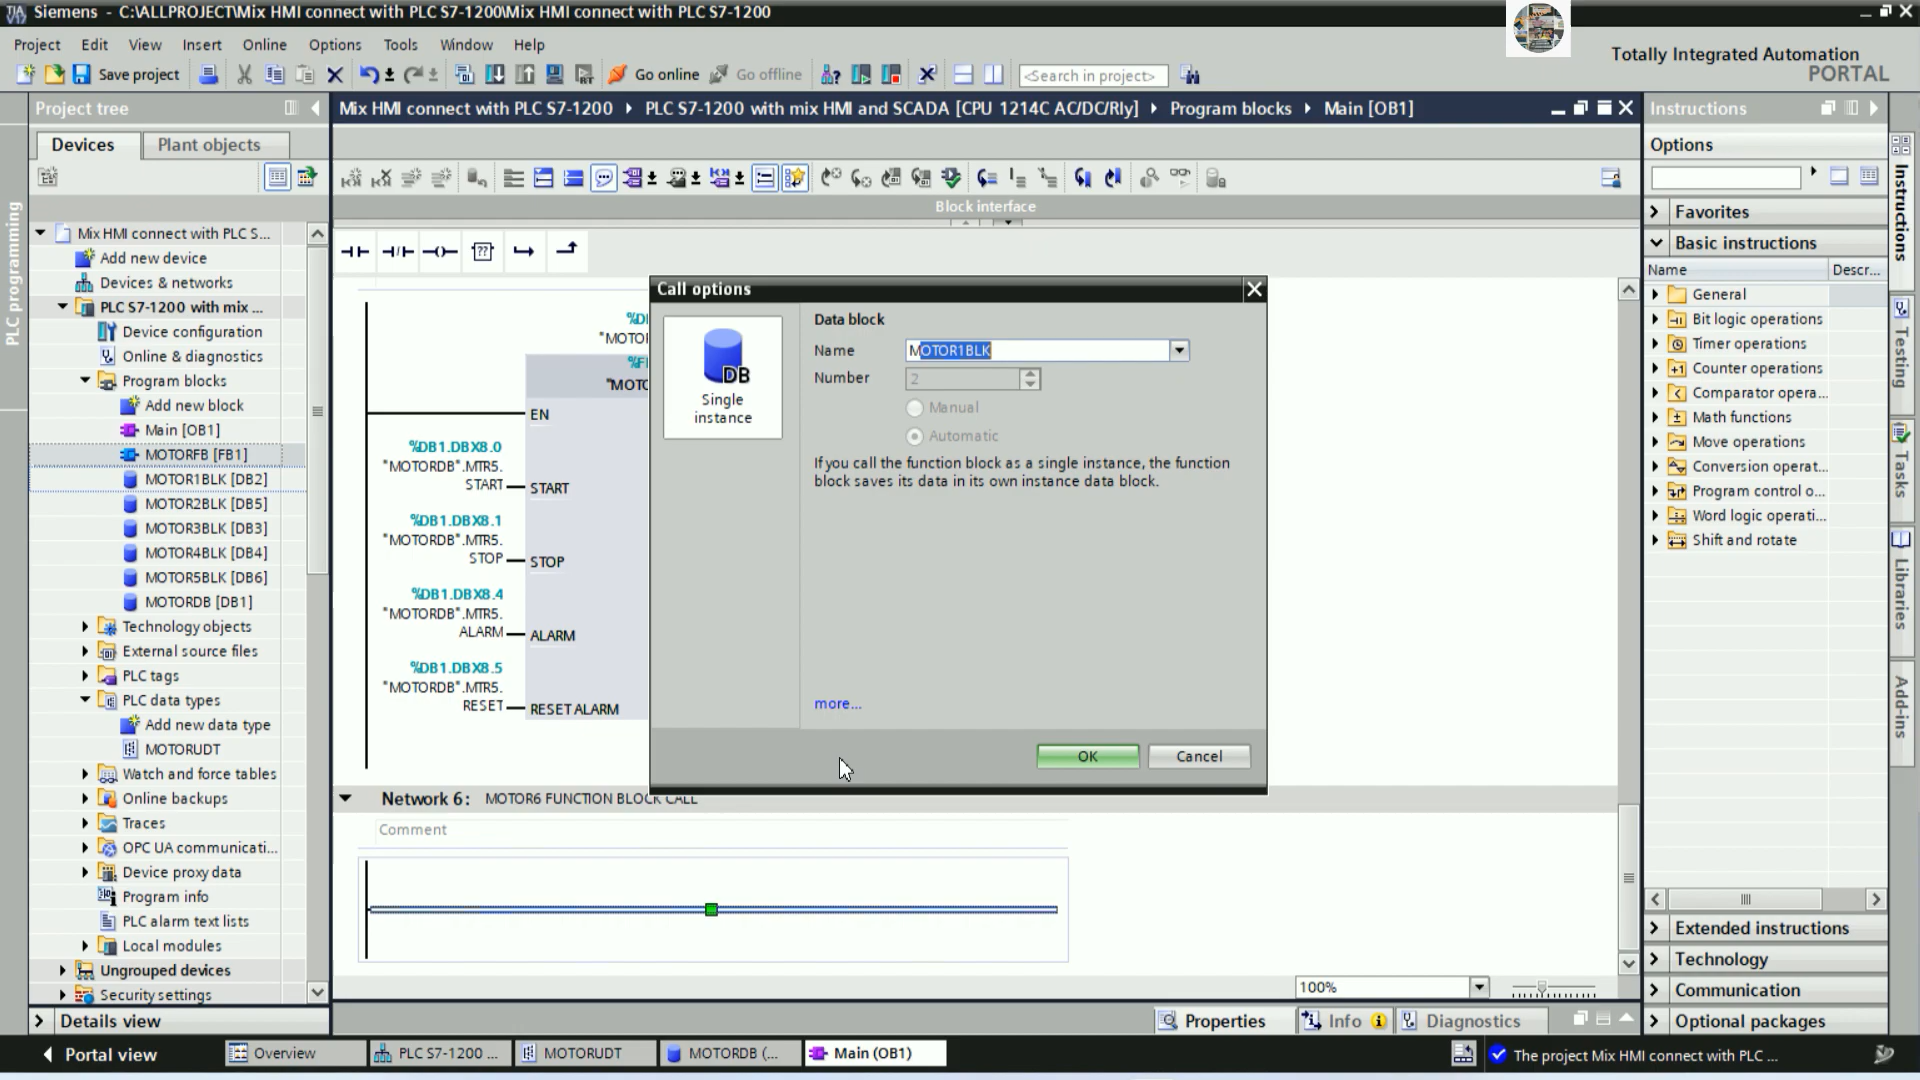 Siemens - C:\ALLPROJECT\Mix HMI connect with PLC S7-1200\Mix HMI connect with PLC S7-1200
Project Edit View Insert Online Options Tools Window Help
Totally Integrated Automation
PORTAL
Save project
Go online
Go offline
<Search in project>
Project tree
Mix HMI connect with PLC S7-1200 PLC S7-1200 with mix HMI and SCADA [CPU 1214C AC/DC/Rly] Program blocks Main [OB1]
Instructions
Devices
Plant objects
Options
Block interface
PLC programming
Mix HMI connect with PLC S...
Add new device
Devices & networks
PLC S7-1200 with mix ...
Device configuration
Online & diagnostics
Program blocks
Add new block
Main [OB1]
MOTORFB [FB1]
MOTOR1BLK [DB2]
MOTOR2BLK [DB5]
MOTOR3BLK [DB3]
MOTOR4BLK [DB4]
MOTOR5BLK [DB6]
MOTORDB [DB1]
Technology objects
External source files
PLC tags
PLC data types
Add new data type
MOTORUDT
Watch and force tables
Online backups
Traces
OPC UA communicati...
Device proxy data
Program info
PLC alarm text lists
Local modules
Ungrouped devices
Security settings
Details view
??
EN
%DB1.DBX8.0
"MOTORDB".MTR5.
START
START
%DB1.DBX8.1
"MOTORDB".MTR5.
STOP
STOP
%DB1.DBX8.4
"MOTORDB".MTR5.
ALARM
ALARM
%DB1.DBX8.5
"MOTORDB".MTR5.
RESET
RESET ALARM
Call options
DB
Single
instance
Data block
Name
MOTOR1BLK
Number
2
Manual
Automatic
If you call the function block as a single instance, the function
block saves its data in its own instance data block.
more...
OK
Cancel
Network 6: MOTOR6 FUNCTION BLOCK CALL
Comment
100%
Properties
Info
Diagnostics
Favorites
Basic instructions
Name
Descr...
General
Bit logic operations
Timer operations
Counter operations
Comparator opera...
Math functions
Move operations
Conversion operat...
Program control o...
Word logic operati...
Shift and rotate
Extended instructions
Technology
Communication
Optional packages
Instructions
Testing
Tasks
Libraries
Add-ins
Portal view
Overview
PLC S7-1200 ...
MOTORUDT
MOTORDB (...
Main (OB1)
The project Mix HMI connect with PLC ...